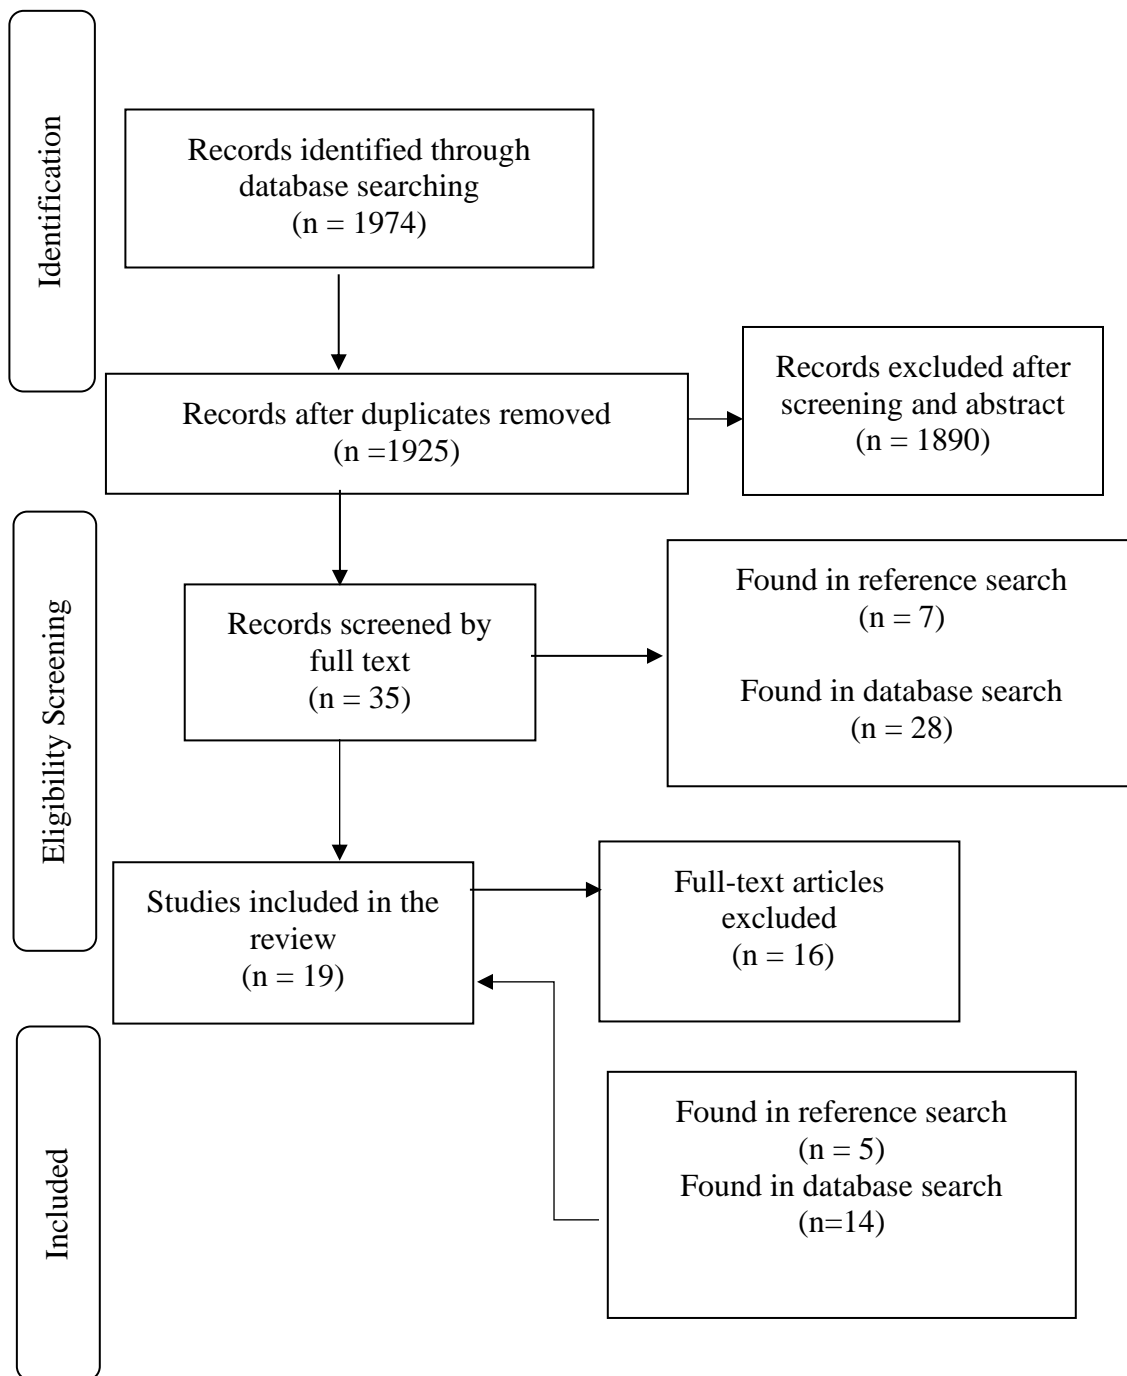 Identification
Records identified through
database searching
(n = 1974)
Records after duplicates removed
(n =1925)
Records excluded after
screening and abstract
(n = 1890)
Eligibility Screening
Records screened by
full text
(n = 35)
Found in reference search
(n = 7)
Found in database search
(n = 28)
Studies included in the
review
(n = 19)
Full-text articles
excluded
(n = 16)
Included
Found in reference search
(n = 5)
Found in database search
(n=14)